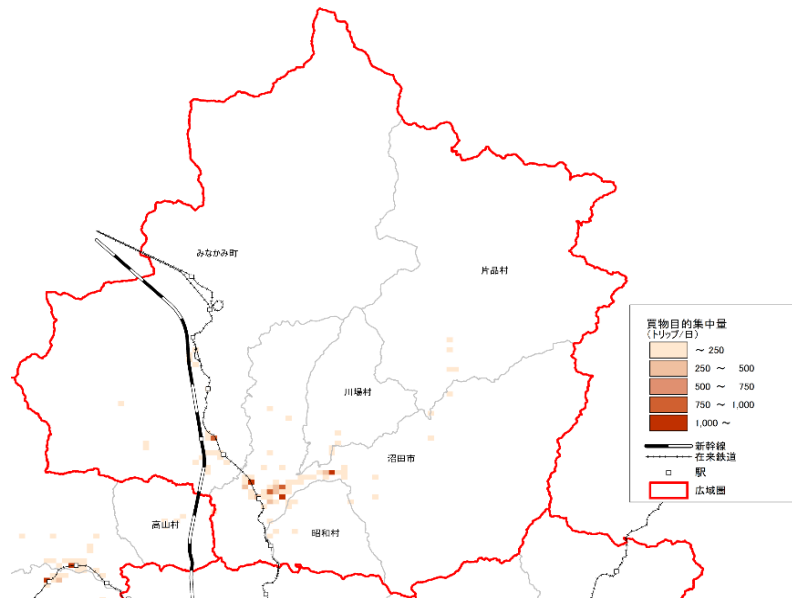 みなかみ町
片品村
川場村
沼田市
高山村
昭和村
買物目的集中量
(トリップ/日)
～ 250
250 ～ 500
500 ～ 750
750 ～ 1,000
1,000 ～
新幹線
在来鉄道
駅
広域圏